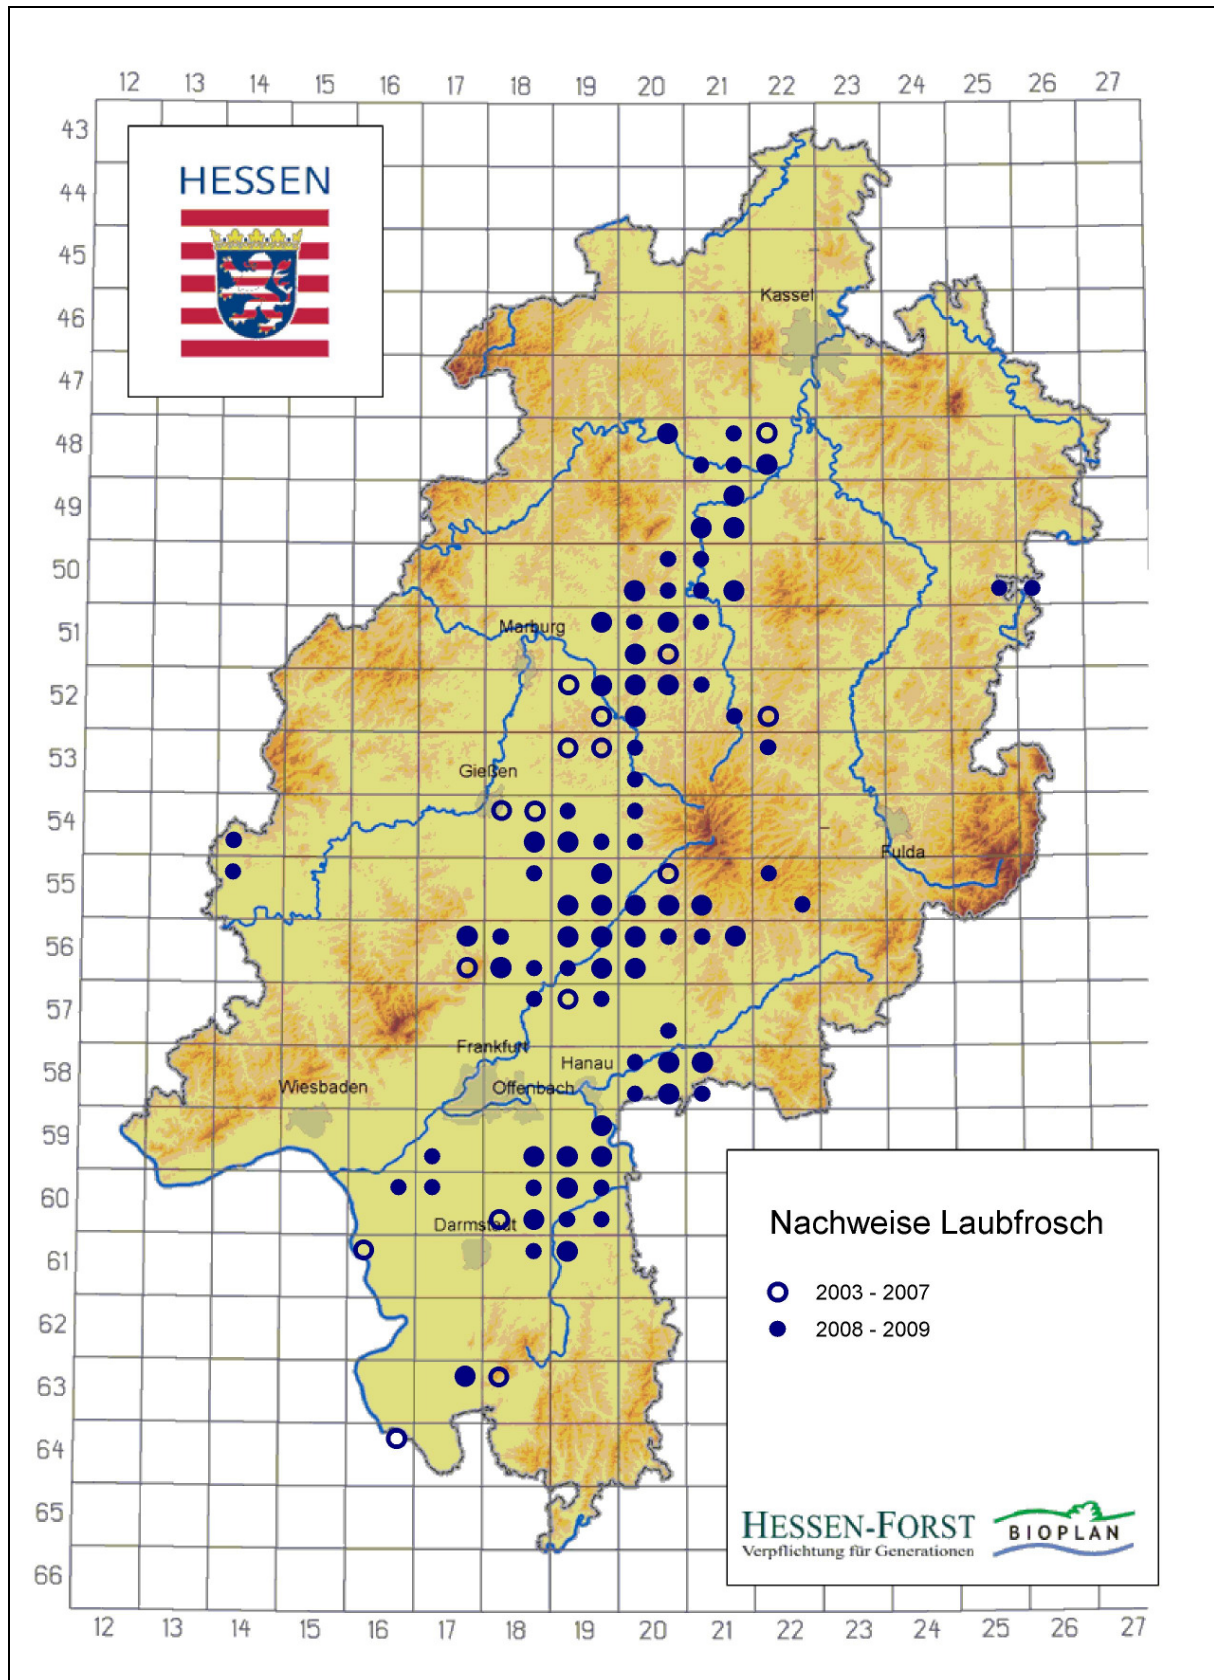 12 13 14 15 16 17 18 19 20 21 22 23 24 25 26 27
43
44
45
46
47
48
49
50
51
52
53
54
55
56
57
58
59
60
61
62
63
64
65
66
HESSEN
Kassel
Marburg
Gießen
Fulda
Frankfurt
Hanau
Wiesbaden
Offenbach
Darmstadt
Nachweise Laubfrosch
2003 - 2007
2008 - 2009
HESSEN-FORST
Verpflichtung für Generationen
BIOPLAN
12 13 14 15 16 17 18 19 20 21 22 23 24 25 26 27